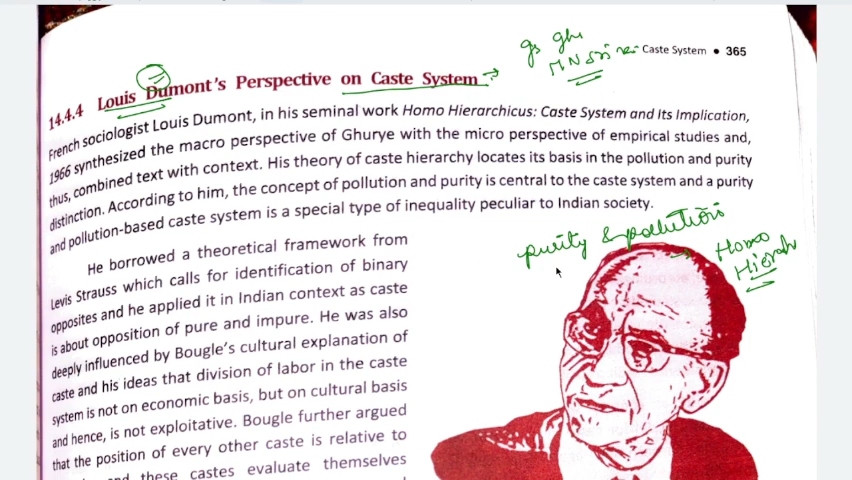 Caste System • 365
14.4.4 Louis Dumont's Perspective on Caste System
French sociologist Louis Dumont, in his seminal work Homo Hierarchicus: Caste System and Its Implication,
1966 synthesized the macro perspective of Ghurye with the micro perspective of empirical studies and,
thus, combined text with context. His theory of caste hierarchy locates its basis in the pollution and purity
distinction. According to him, the concept of pollution and purity is central to the caste system and a purity
and pollution-based caste system is a special type of inequality peculiar to Indian society.
purity & pollution
Homo
He borrowed a theoretical framework from
Levis Strauss which calls for identification of binary
opposites and he applied it in Indian context as caste
is about opposition of pure and impure. He was also
deeply influenced by Bougle's cultural explanation of
caste and his ideas that division of labor in the caste
system is not on economic basis, but on cultural basis
and hence, is not exploitative. Bougle further argued
that the position of every other caste is relative to
these castes evaluate themselves